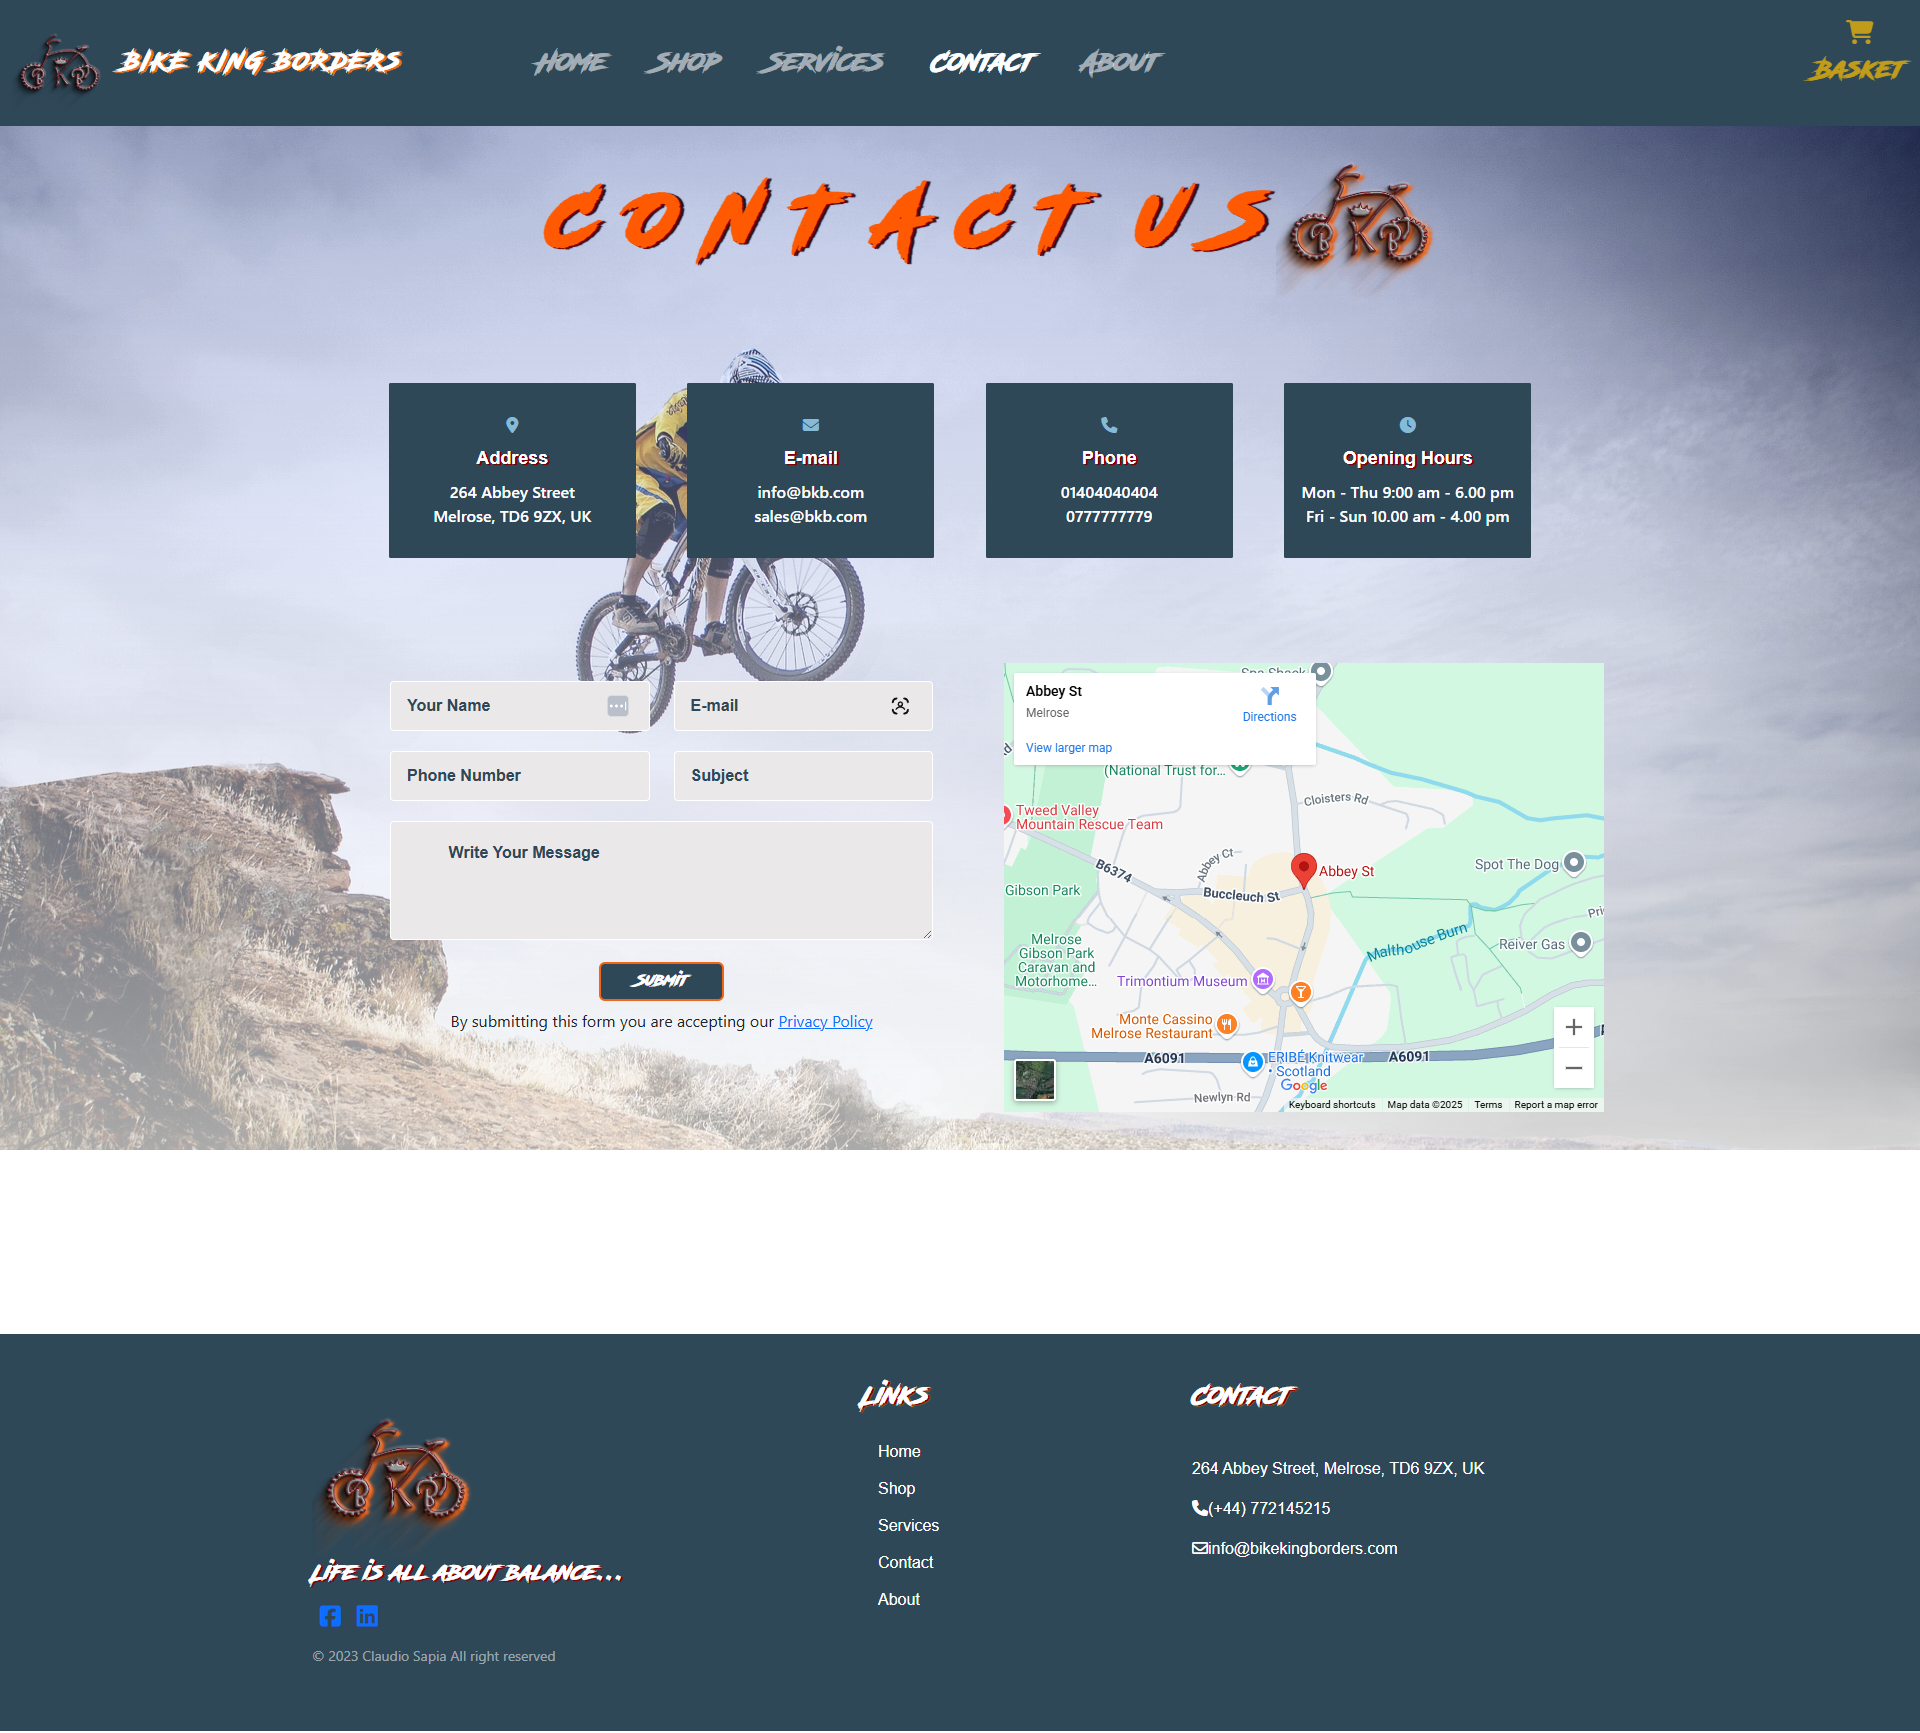 BIKE KING BORDERS
HOME
SHOP
SERVICES
CONTACT
ABOUT
BASKET
CONTACT US
BKB
Address
264 Abbey Street
Melrose, TD6 9ZX, UK
E-mail
info@bkb.com
sales@bkb.com
Phone
01404040404
0777777779
Opening Hours
Mon - Thu 9:00 am - 6.00 pm
Fri - Sun 10.00 am - 4.00 pm
Your Name
E-mail
Phone Number
Subject
Write Your Message
SUBMIT
By submitting this form you are accepting our Privacy Policy
Spa Shack
Abbey St
Melrose
Directions
View larger map
(National Trust for...
Cloisters Rd
Tweed Valley
Mountain Rescue Team
Abbey Ct
B6374
Spot The Dog
Abbey St
Gibson Park
Buccleuch St
Malthouse Burn
Melrose
Gibson Park
Caravan and
Motorhome...
Reiver Gas
Trimontium Museum
Monte Cassino
Melrose Restaurant
A6091
ERIBÉ Knitwear
• Scotland
A6091
Google
Newlyn Rd
Keyboard shortcuts
Map data ©2025
Terms
Report a map error
BKB
LIFE IS ALL ABOUT BALANCE...
© 2023 Claudio Sapia All right reserved
LINKS
Home
Shop
Services
Contact
About
CONTACT
264 Abbey Street, Melrose, TD6 9ZX, UK
(+44) 772145215
info@bikekingborders.com